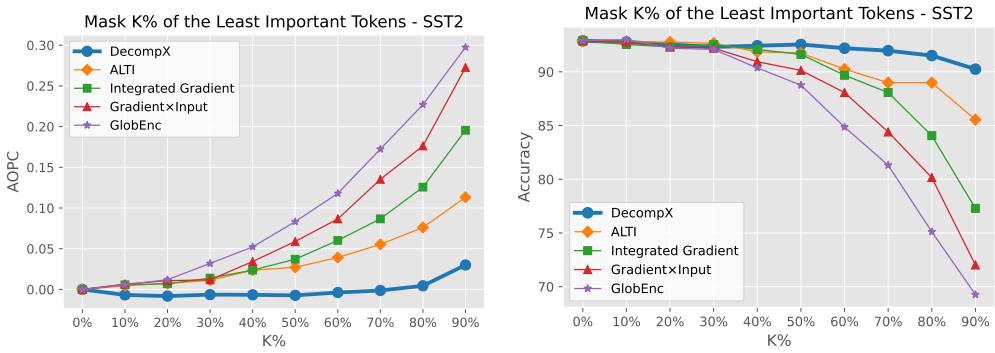 Mask K% of the Least Important Tokens - SST2
0.30
0.25
0.20
0.15
0.10
0.05
0.00
AOPC
DecompX
ALTI
Integrated Gradient
Gradient×Input
GlobEnc
0% 10% 20% 30% 40% 50% 60% 70% 80% 90%
K%
Mask K% of the Least Important Tokens - SST2
90
85
80
75
70
Accuracy
DecompX
ALTI
Integrated Gradient
Gradient×Input
GlobEnc
0% 10% 20% 30% 40% 50% 60% 70% 80% 90%
K%